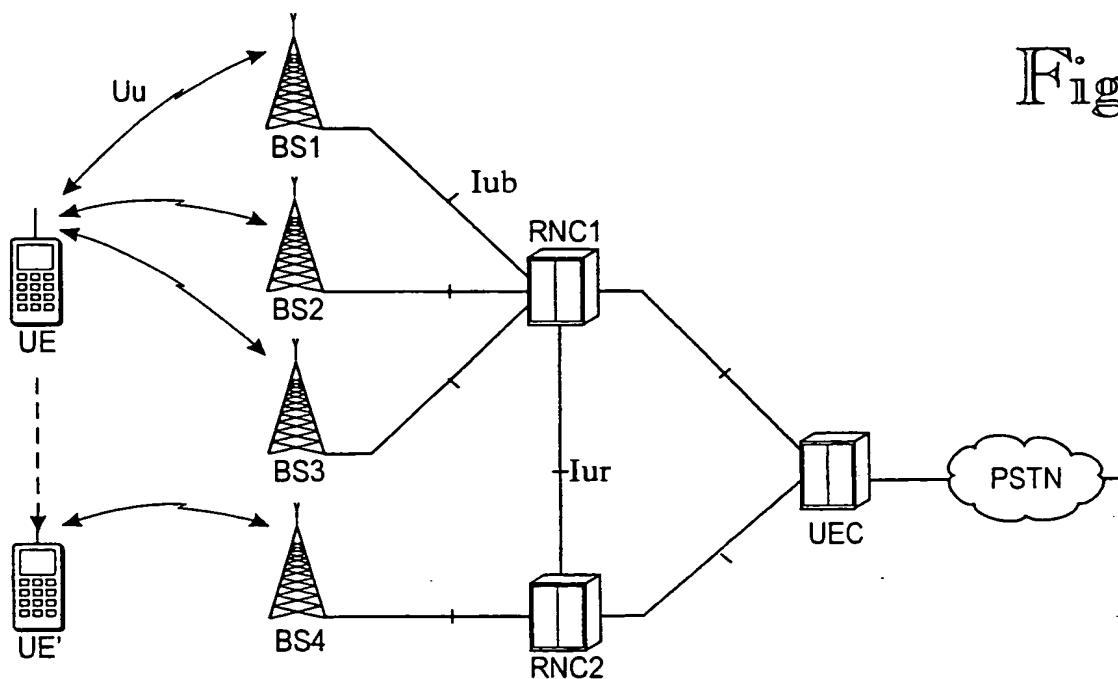 Fig
Uu
BS1
Iub
RNC1
BS2
UE
BS3
Iur
PSTN
UEC
UE'
BS4
RNC2